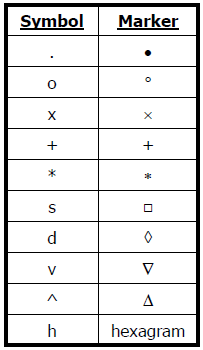 Symbol Marker
. •
o °
x ×
+ +
* *
s □
d ◊
v ∇
^ Δ
h hexagram